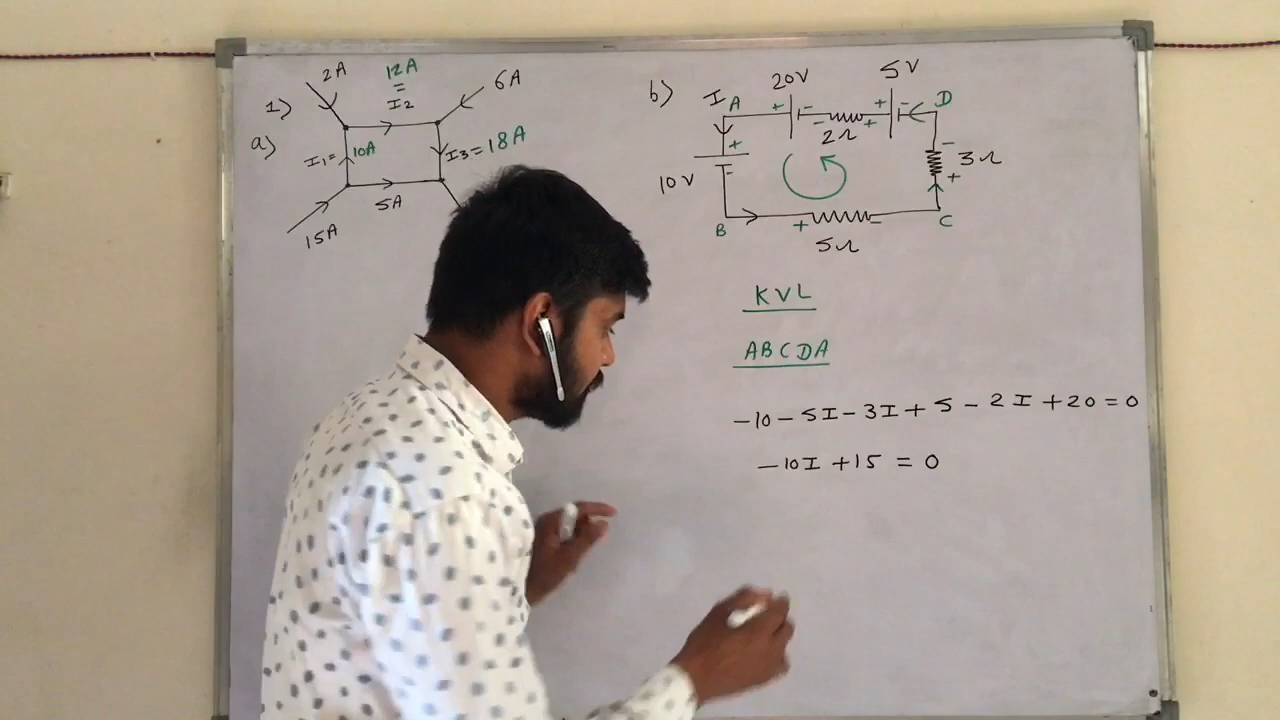 1)
a)
2A
12A
=
I2
6A
I1=
10A
I3=18A
5A
15A
b)
I
A
20V
5V
D
+
-
-
2Ω
+
+
-
+
-
10V
-
3Ω
+
B
+
5Ω
-
C
KVL
ABCDA
-10-5I-3I+5-2I+20=0
-10I+15=0